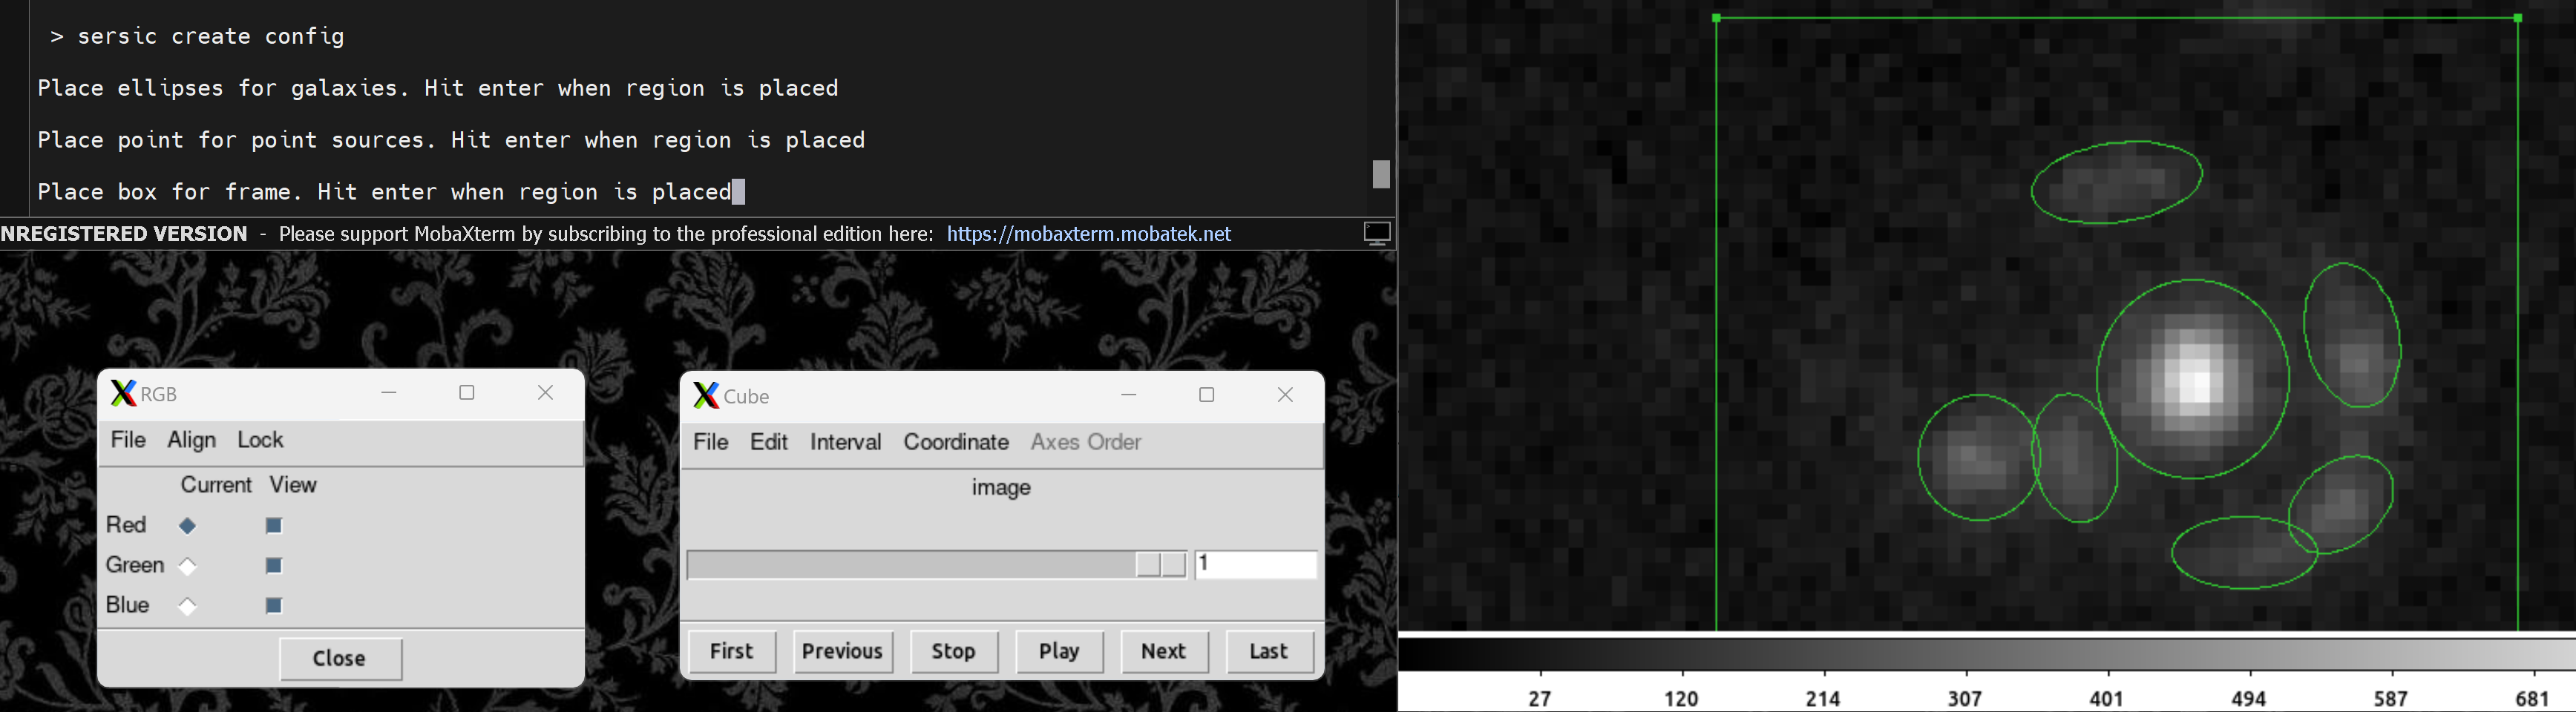 > sersic create config
Place ellipses for galaxies. Hit enter when region is placed
Place point for point sources. Hit enter when region is placed
Place box for frame. Hit enter when region is placed
NREGISTERED VERSION - Please support MobaXterm by subscribing to the professional edition here: https://mobaxterm.mobatek.net
RGB
File Align Lock
Current View
Red
Green
Blue
Close
Cube
File Edit Interval Coordinate Axes Order
image
1
First Previous Stop Play Next Last
27 120 214 307 401 494 587 681